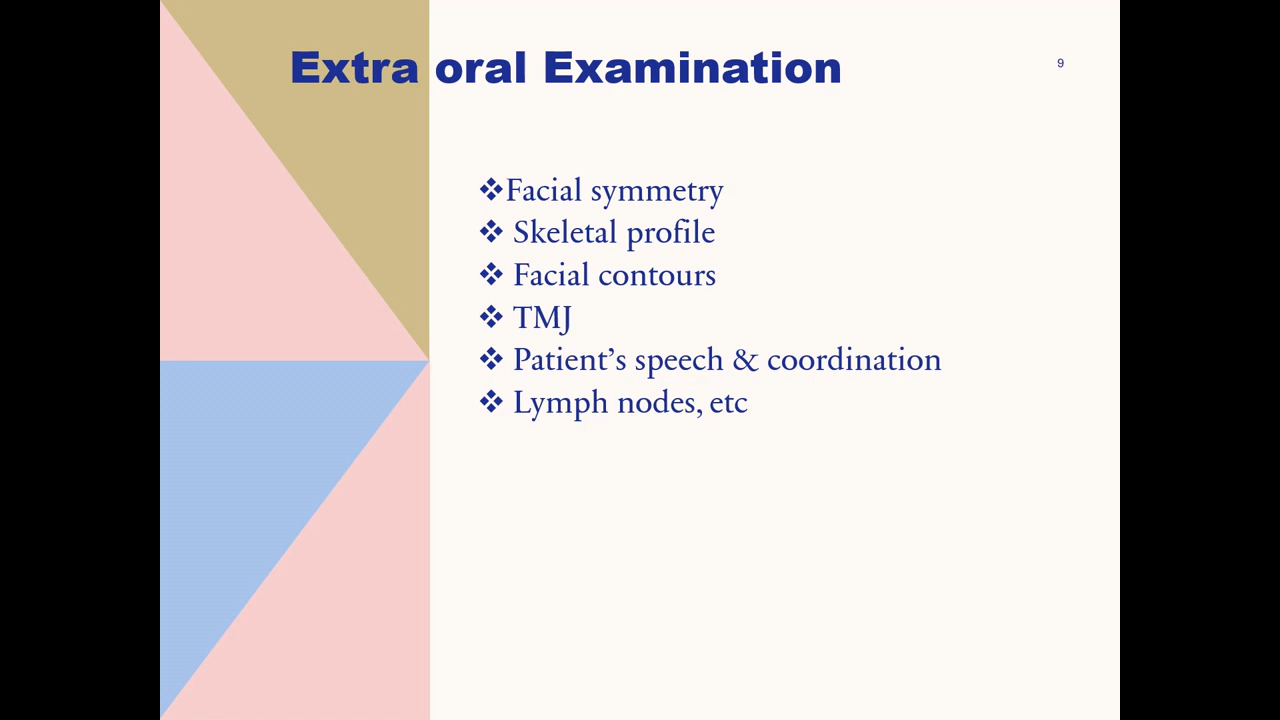 Extra oral Examination
9
❖Facial symmetry
❖ Skeletal profile
❖ Facial contours
❖ TMJ
❖ Patient’s speech & coordination
❖ Lymph nodes, etc